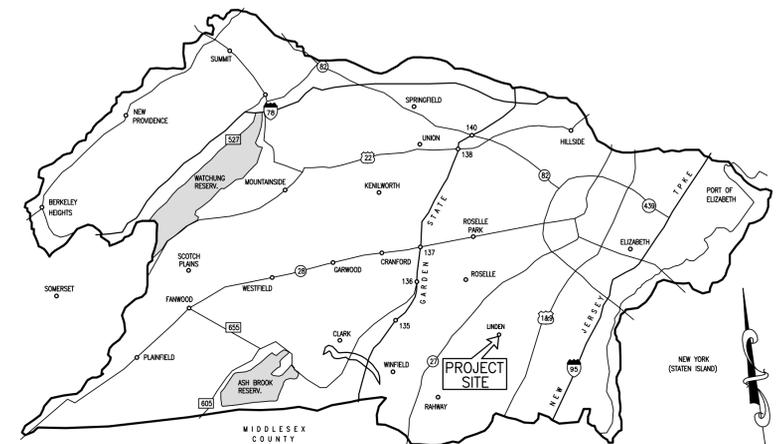 SUMMIT
82
SPRINGFIELD
78
NEW
PROVIDENCE
140
527
UNION
HILLSIDE
22
138
WATCHUNG
RESERV.
MOUNTAINSIDE
KENILWORTH
82
TPKE
PORT OF
ELIZABETH
BERKELEY
HEIGHTS
439
STATE
ROSELLE
PARK
ELIZABETH
SCOTCH
PLAINS
137
CRANFORD
GARWOOD
28
SOMERSET
WESTFIELD
136
ROSELLE
GARDEN
FANWOOD
1&9
JERSEY
655
135
LINDEN
CLARK
PLAINFIELD
27
PROJECT
SITE
WINFIELD
95
NEW YORK
(STATEN ISLAND)
ASH BROOK
RESERV.
NEW
605
RAHWAY
MIDDLESEX
COUNTY